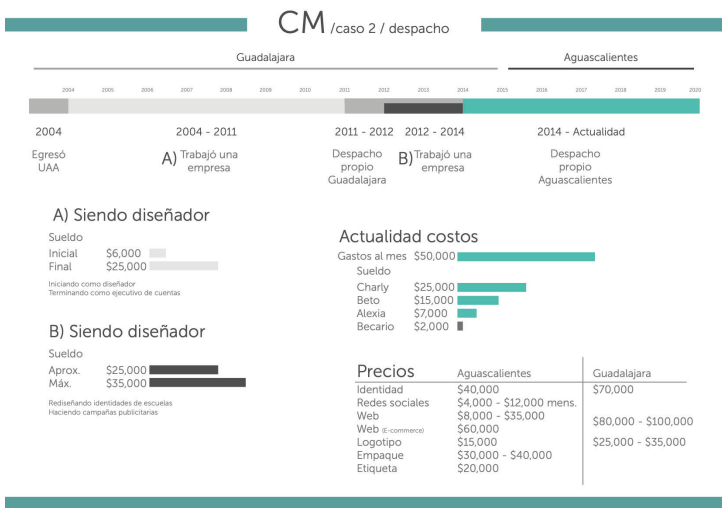 CM /caso 2 / despacho
Guadalajara
Aguascalientes
2004 2005 2006 2007 2008 2009 2010 2011 2012 2013 2014 2015 2016 2017 2018 2019 2020
2004
Egresó
UAA
2004 - 2011
A) Trabajó una
empresa
2011 - 2012
Despacho
propio
Guadalajara
2012 - 2014
B) Trabajó una
empresa
2014 - Actualidad
Despacho
propio
Aguascalientes
A) Siendo diseñador
Sueldo
Inicial $6,000
Final $25,000
Iniciando como diseñador
Terminando como ejecutivo de cuentas
B) Siendo diseñador
Sueldo
Aprox. $25,000
Máx. $35,000
Rediseñando identidades de escuelas
Haciendo campañas publicitarias
Actualidad costos
Gastos al mes $50,000
Sueldo
Charly $25,000
Beto $15,000
Alexia $7,000
Becario $2,000
Precios Aguascalientes Guadalajara
Identidad $40,000 $70,000
Redes sociales $4,000 - $12,000 mens.
Web $8,000 - $35,000
$80,000 - $100,000
Web (E-commerce) $60,000
Logotipo $15,000 $25,000 - $35,000
Empaque $30,000 - $40,000
Etiqueta $20,000